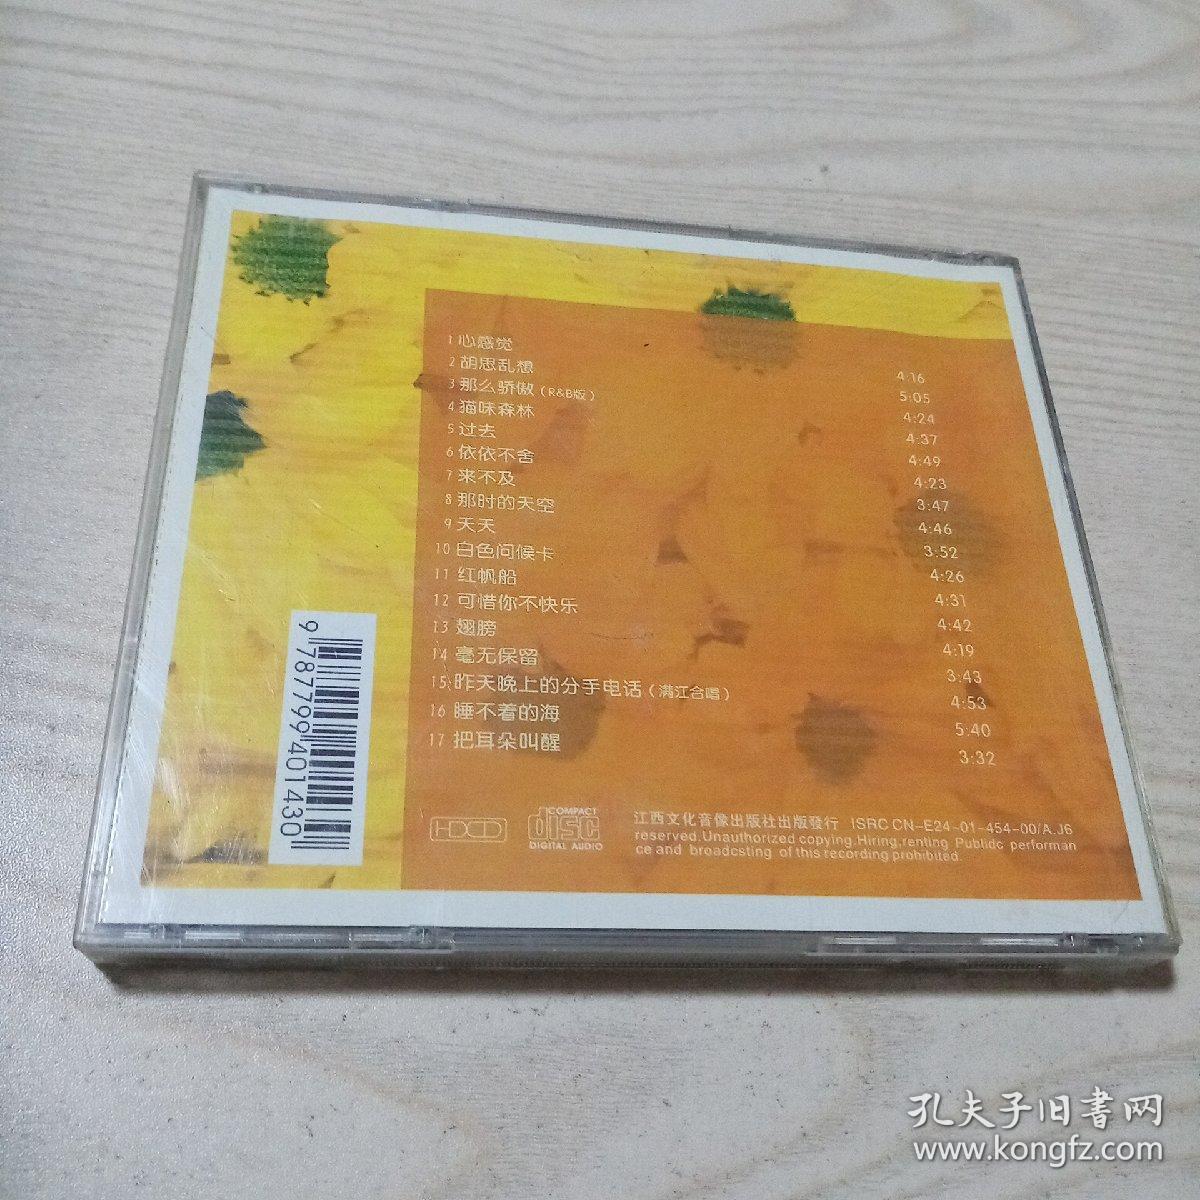 1 心感觉 4:16
2 胡思乱想 5:05
3 那么骄傲（R&B版） 4:24
4 猫味森林 4:37
5 过去 4:49
6 依依不舍 4:23
7 来不及 3:47
8 那时的天空 4:46
9 天天 3:52
10 白色问候卡 4:26
11 红帆船 4:31
12 可惜你不快乐 4:42
13 翅膀 4:19
14 毫无保留 3:43
15 昨天晚上的分手电话（满江合唱） 4:53
16 睡不着的海 5:40
17 把耳朵叫醒 3:32
9 787799 401430
HDCD
COMPACT
disc
DIGITAL AUDIO
江西文化音像出版社出版發行 ISRC CN-E24-01-454-00/A.J6
reserved.Unauthorized copying.Hiring.renting Publidc performan
ce and broadcsting of this recording prohibited.
孔夫子旧書网
www.kongfz.com